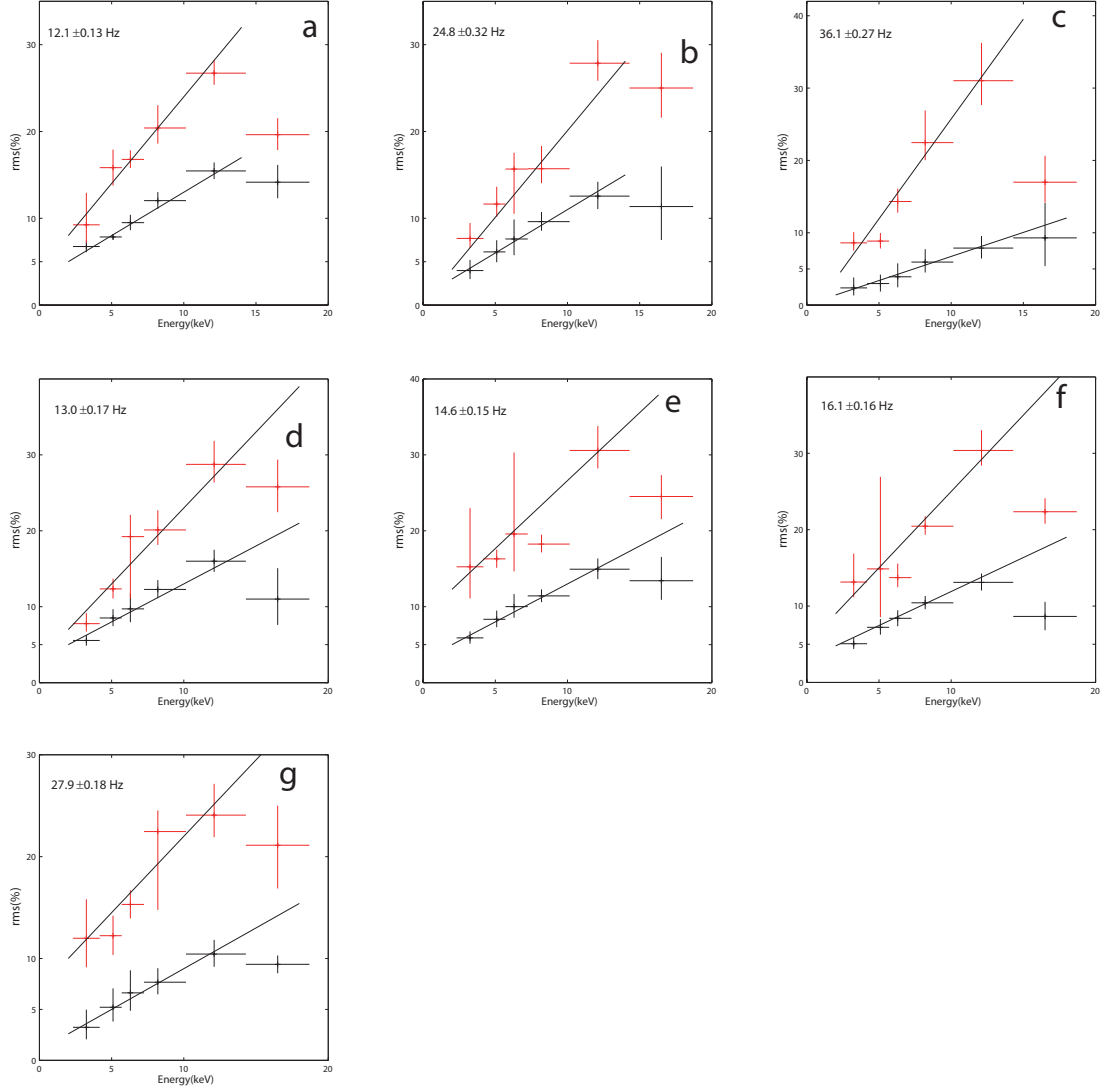 a
12.1 ±0.13 Hz
rms(%)
30
20
10
5
0
0 5 10 15 20
Energy(keV)
b
24.8 ±0.32 Hz
rms(%)
30
20
10
5
0
0 5 10 15 20
Energy(keV)
c
36.1 ±0.27 Hz
rms(%)
40
30
20
10
5
0
0 5 10 15 20
Energy(keV)
d
13.0 ±0.17 Hz
rms(%)
30
20
10
5
0
0 5 10 15 20
Energy(keV)
e
14.6 ±0.15 Hz
rms(%)
40
30
20
10
5
0
0 5 10 15 20
Energy(keV)
f
16.1 ±0.16 Hz
rms(%)
30
20
10
5
0
0 5 10 15 20
Energy(keV)
g
27.9 ±0.18 Hz
rms(%)
30
20
10
5
0
0 5 10 15 20
Energy(keV)